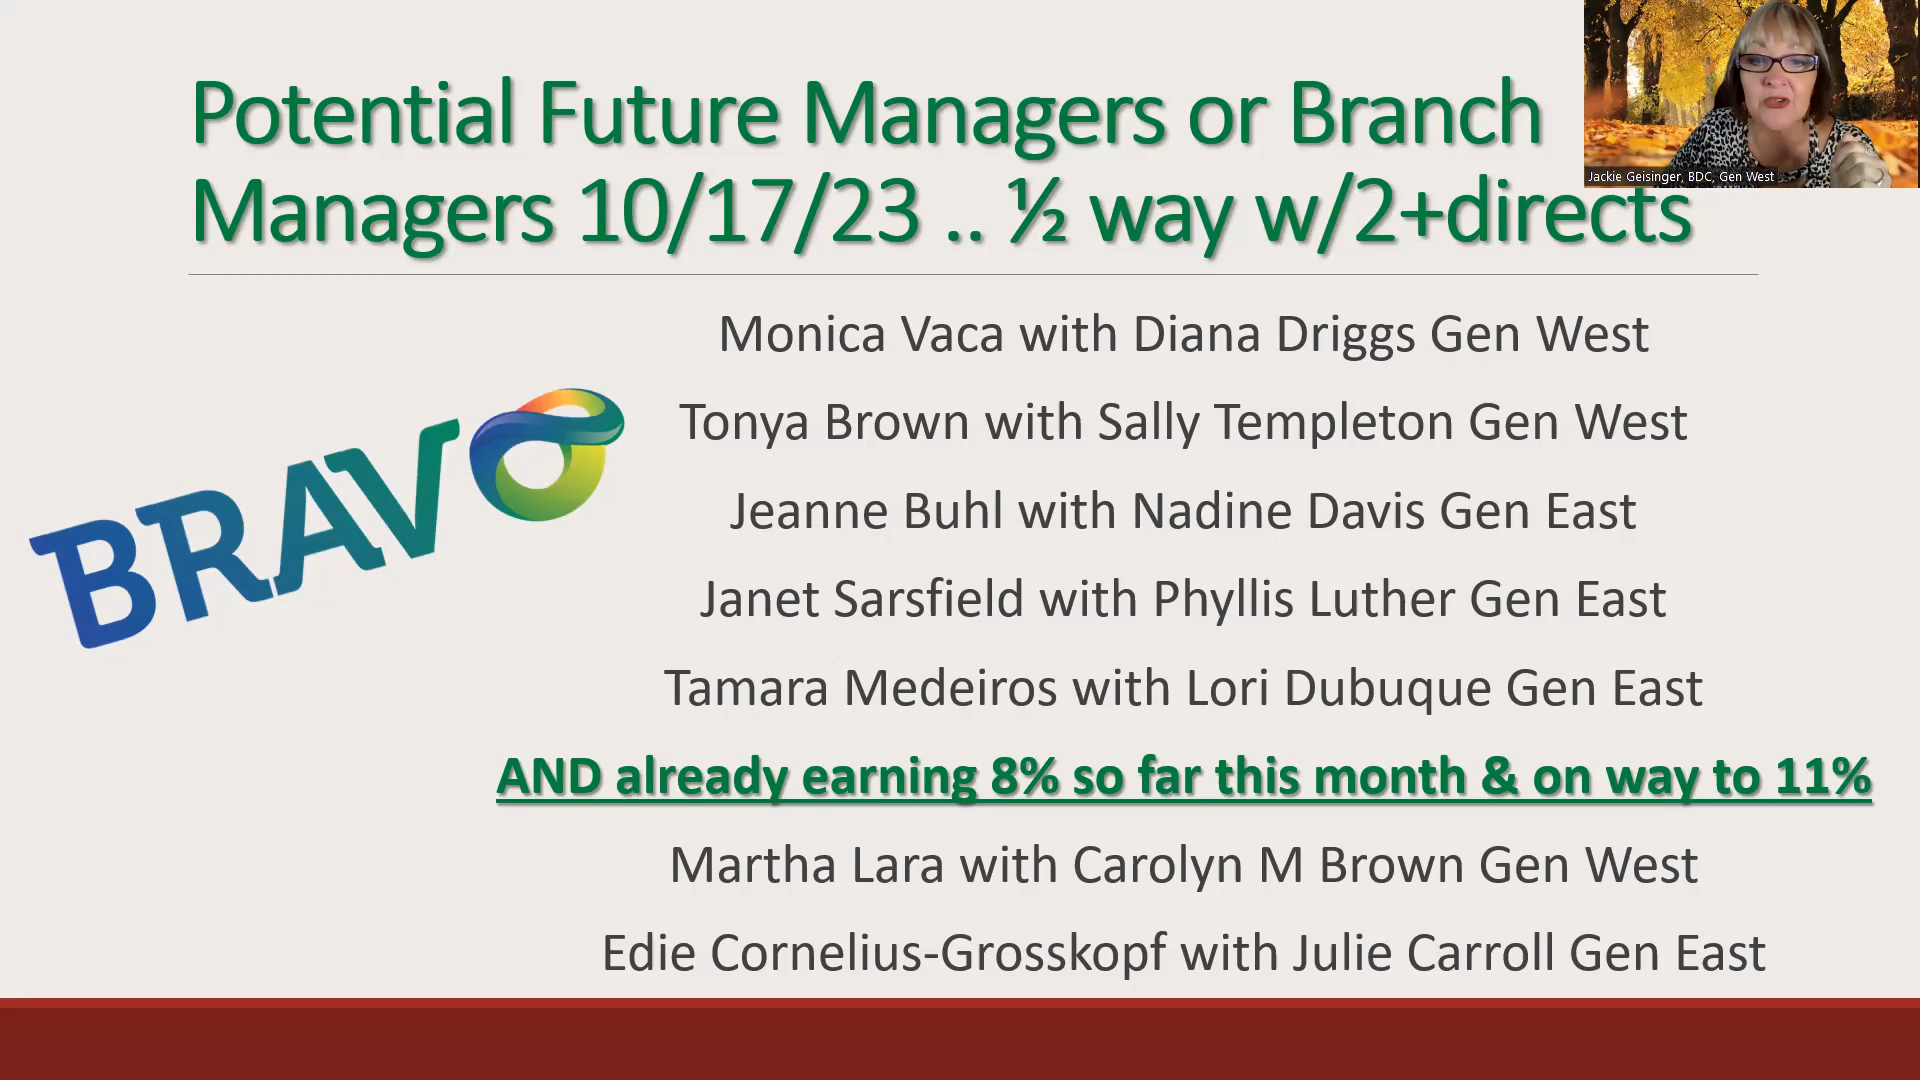 Potential Future Managers or Branch
Managers 10/17/23 .. ½ way w/2+directs
Jackie Geisinger, BDC, Gen West
BRAVO
Monica Vaca with Diana Driggs Gen West
Tonya Brown with Sally Templeton Gen West
Jeanne Buhl with Nadine Davis Gen East
Janet Sarsfield with Phyllis Luther Gen East
Tamara Medeiros with Lori Dubuque Gen East
AND already earning 8% so far this month & on way to 11%
Martha Lara with Carolyn M Brown Gen West
Edie Cornelius-Grosskopf with Julie Carroll Gen East